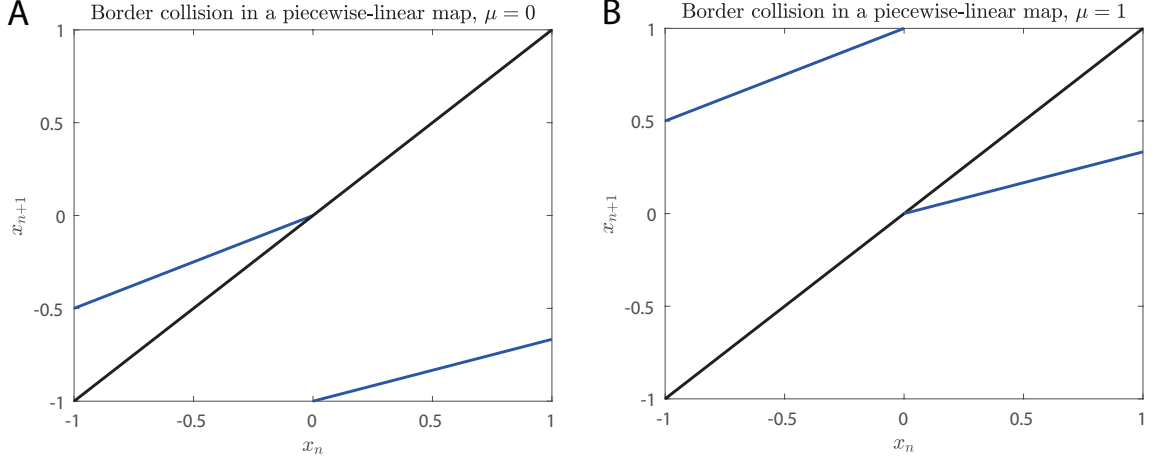 A
Border collision in a piecewise-linear map, μ = 0
1
0.5
0
-0.5
-1
-1
-0.5
0
0.5
1
x_{n+1}
x_n
B
Border collision in a piecewise-linear map, μ = 1
1
0.5
0
-0.5
-1
-1
-0.5
0
0.5
1
x_{n+1}
x_n